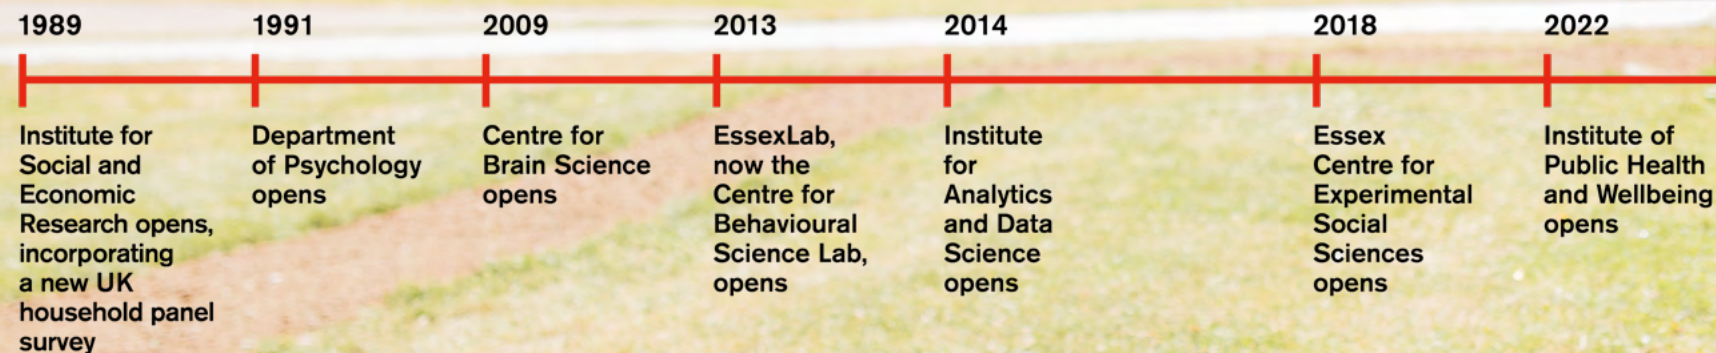 1989
Institute for
Social and
Economic
Research opens,
incorporating
a new UK
household panel
survey
1991
Department
of Psychology
opens
2009
Centre for
Brain Science
opens
2013
EssexLab,
now the
Centre for
Behavioural
Science Lab,
opens
2014
Institute
for
Analytics
and Data
Science
opens
2018
Essex
Centre for
Experimental
Social
Sciences
opens
2022
Institute of
Public Health
and Wellbeing
opens